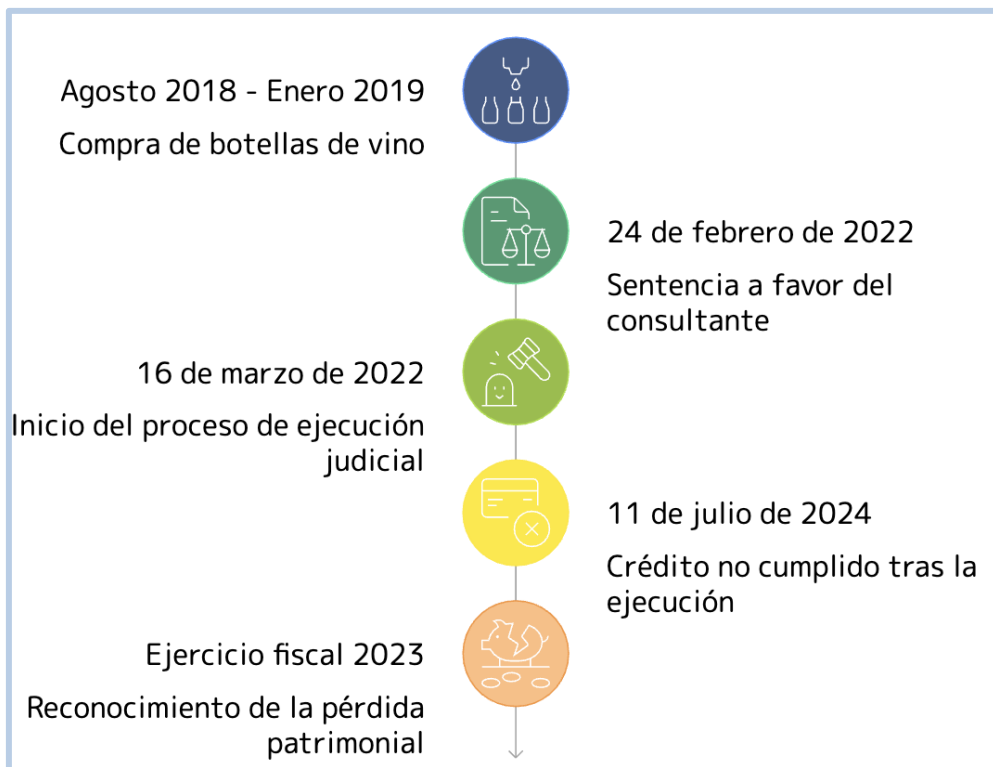 Agosto 2018 - Enero 2019
Compra de botellas de vino
24 de febrero de 2022
Sentencia a favor del
consultante
16 de marzo de 2022
Inicio del proceso de ejecución
judicial
11 de julio de 2024
Crédito no cumplido tras la
ejecución
Ejercicio fiscal 2023
Reconocimiento de la pérdida
patrimonial